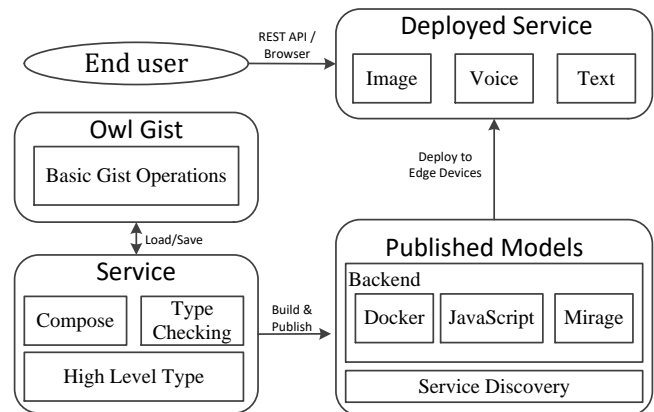 REST API /
Browser
End user
Deployed Service
Image
Voice
Text
Owl Gist
Basic Gist Operations
Deploy to
Edge Devices
Load/Save
Service
Compose
Type
Checking
High Level Type
Build &
Publish
Published Models
Backend
Docker
JavaScript
Mirage
Service Discovery